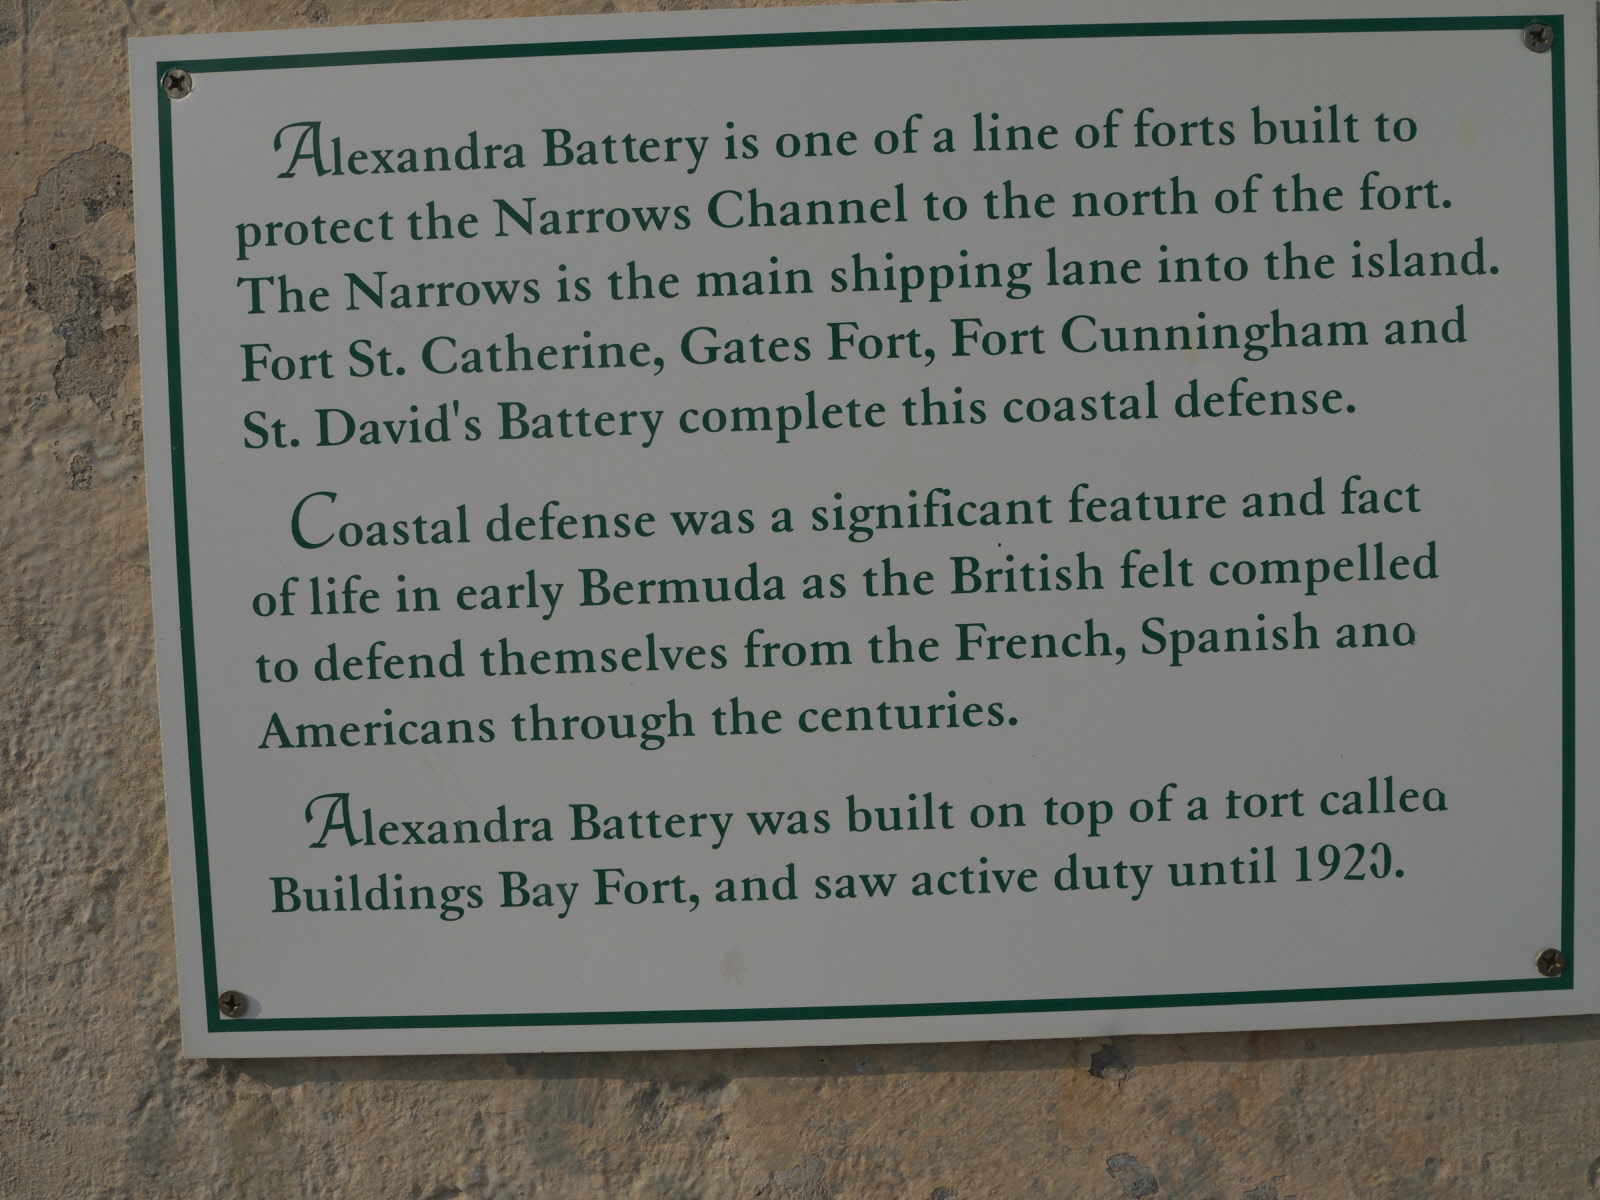 Alexandra Battery is one of a line of forts built to
protect the Narrows Channel to the north of the fort.
The Narrows is the main shipping lane into the island.
Fort St. Catherine, Gates Fort, Fort Cunningham and
St. David's Battery complete this coastal defense.
Coastal defense was a significant feature and fact
of life in early Bermuda as the British felt compelled
to defend themselves from the French, Spanish and
Americans through the centuries.
Alexandra Battery was built on top of a fort called
Buildings Bay Fort, and saw active duty until 1920.